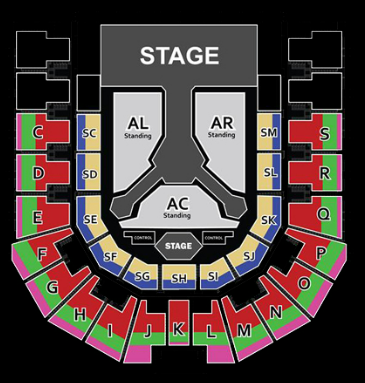 STAGE
AL
Standing
AR
Standing
C
SC
SM
S
D
SD
SL
R
E
SE
AC
Standing
SK
Q
CONTROL
STAGE
CONTROL
F
SF
SJ
P
G
SG
SH
SI
O
H
I
J
K
L
M
N